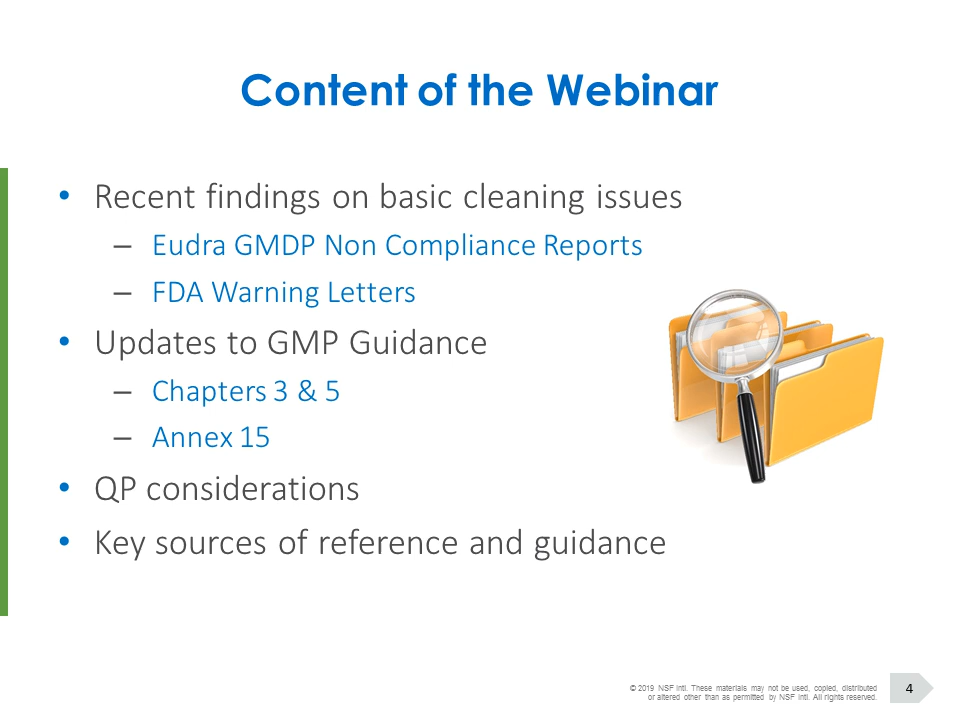 Content of the Webinar
• Recent findings on basic cleaning issues
– Eudra GMDP Non Compliance Reports
– FDA Warning Letters
• Updates to GMP Guidance
– Chapters 3 & 5
– Annex 15
• QP considerations
• Key sources of reference and guidance
© 2019 NSF Intl. These materials may not be used, copied, distributed
or altered other than as permitted by NSF Intl. All rights reserved.
4